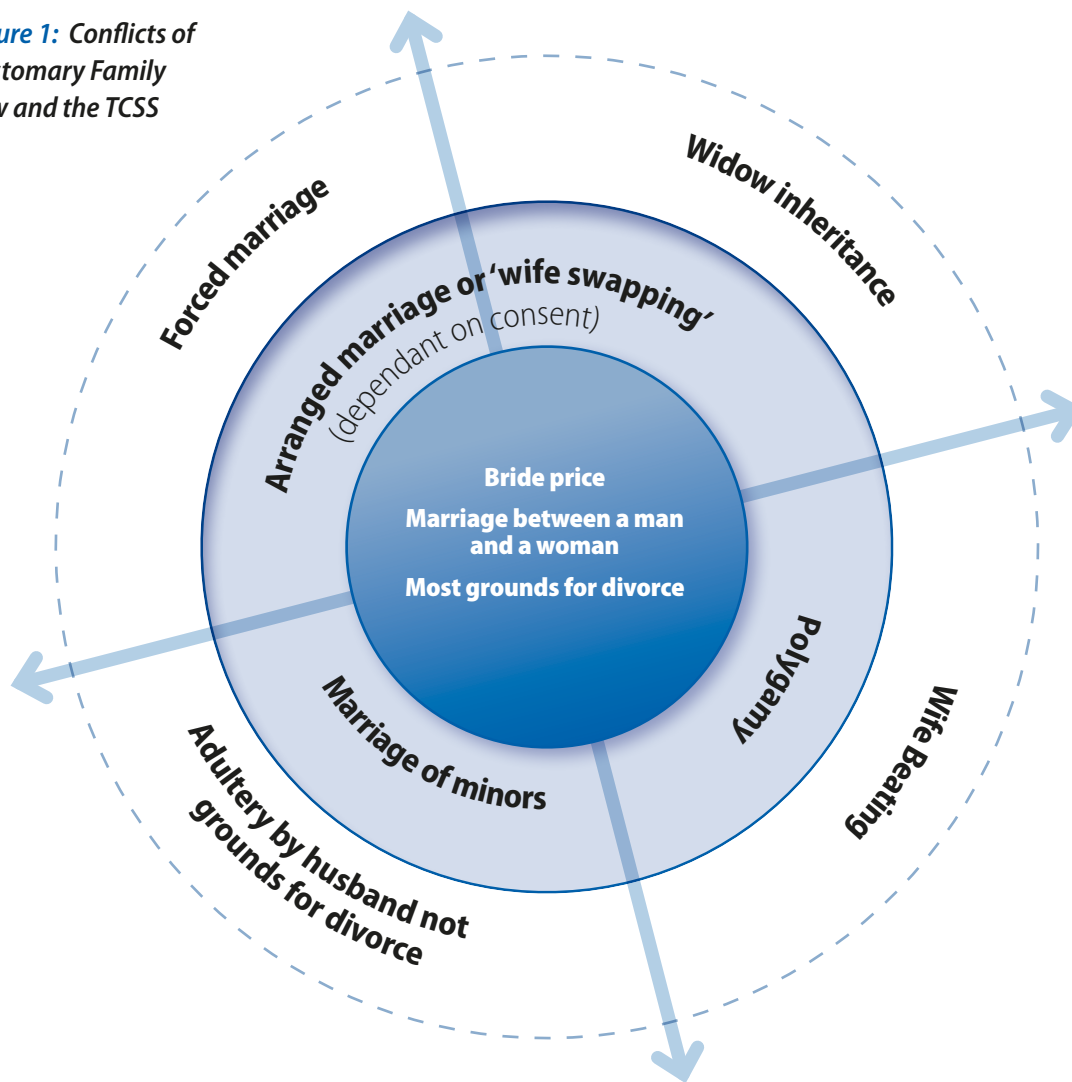 ure 1: Conflicts of
tomary Family
and the TCSS
Forced marriage
Widow inheritance
Arranged marriage or 'wife swapping'
(dependant on consent)
Bride price
Marriage between a man
and a woman
Most grounds for divorce
Polygamy
Wife Beating
Marriage of minors
Adultery by husband not
grounds for divorce